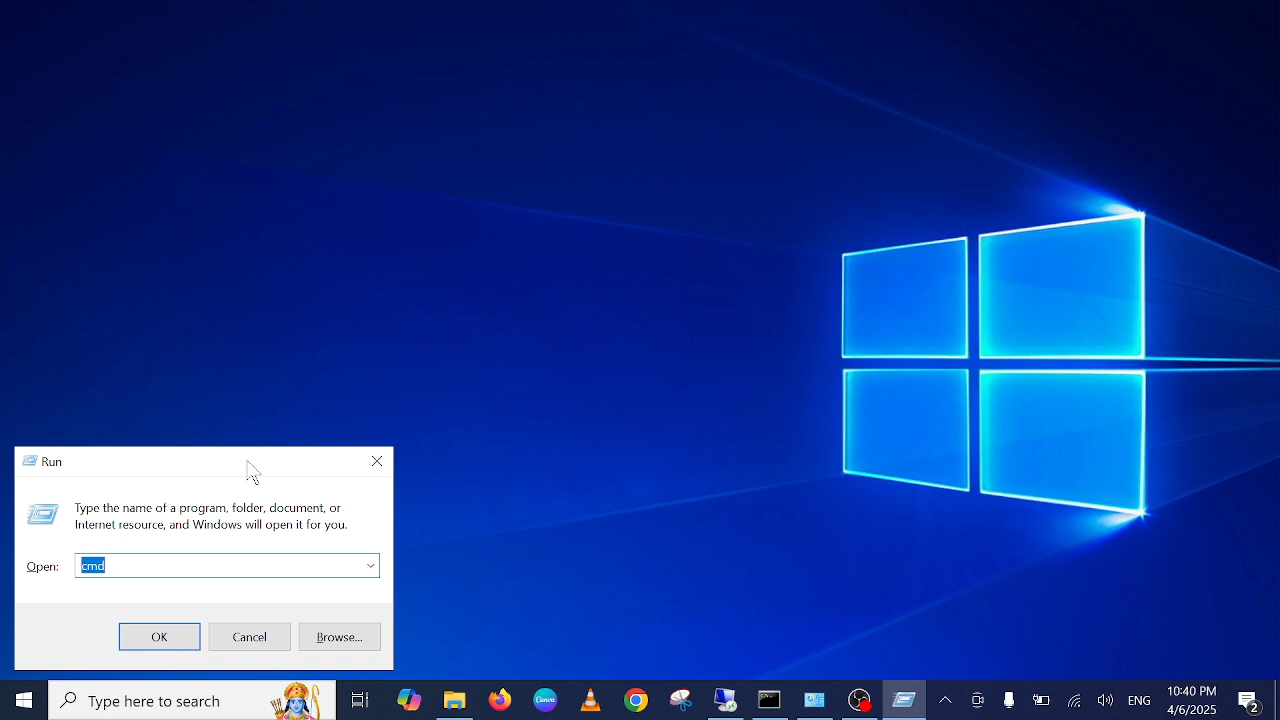 Run
Type the name of a program, folder, document, or
Internet resource, and Windows will open it for you.
Open:
cmd
OK
Cancel
Browse...
Type here to search
Canva
ENG
10:40 PM
4/6/2025
2